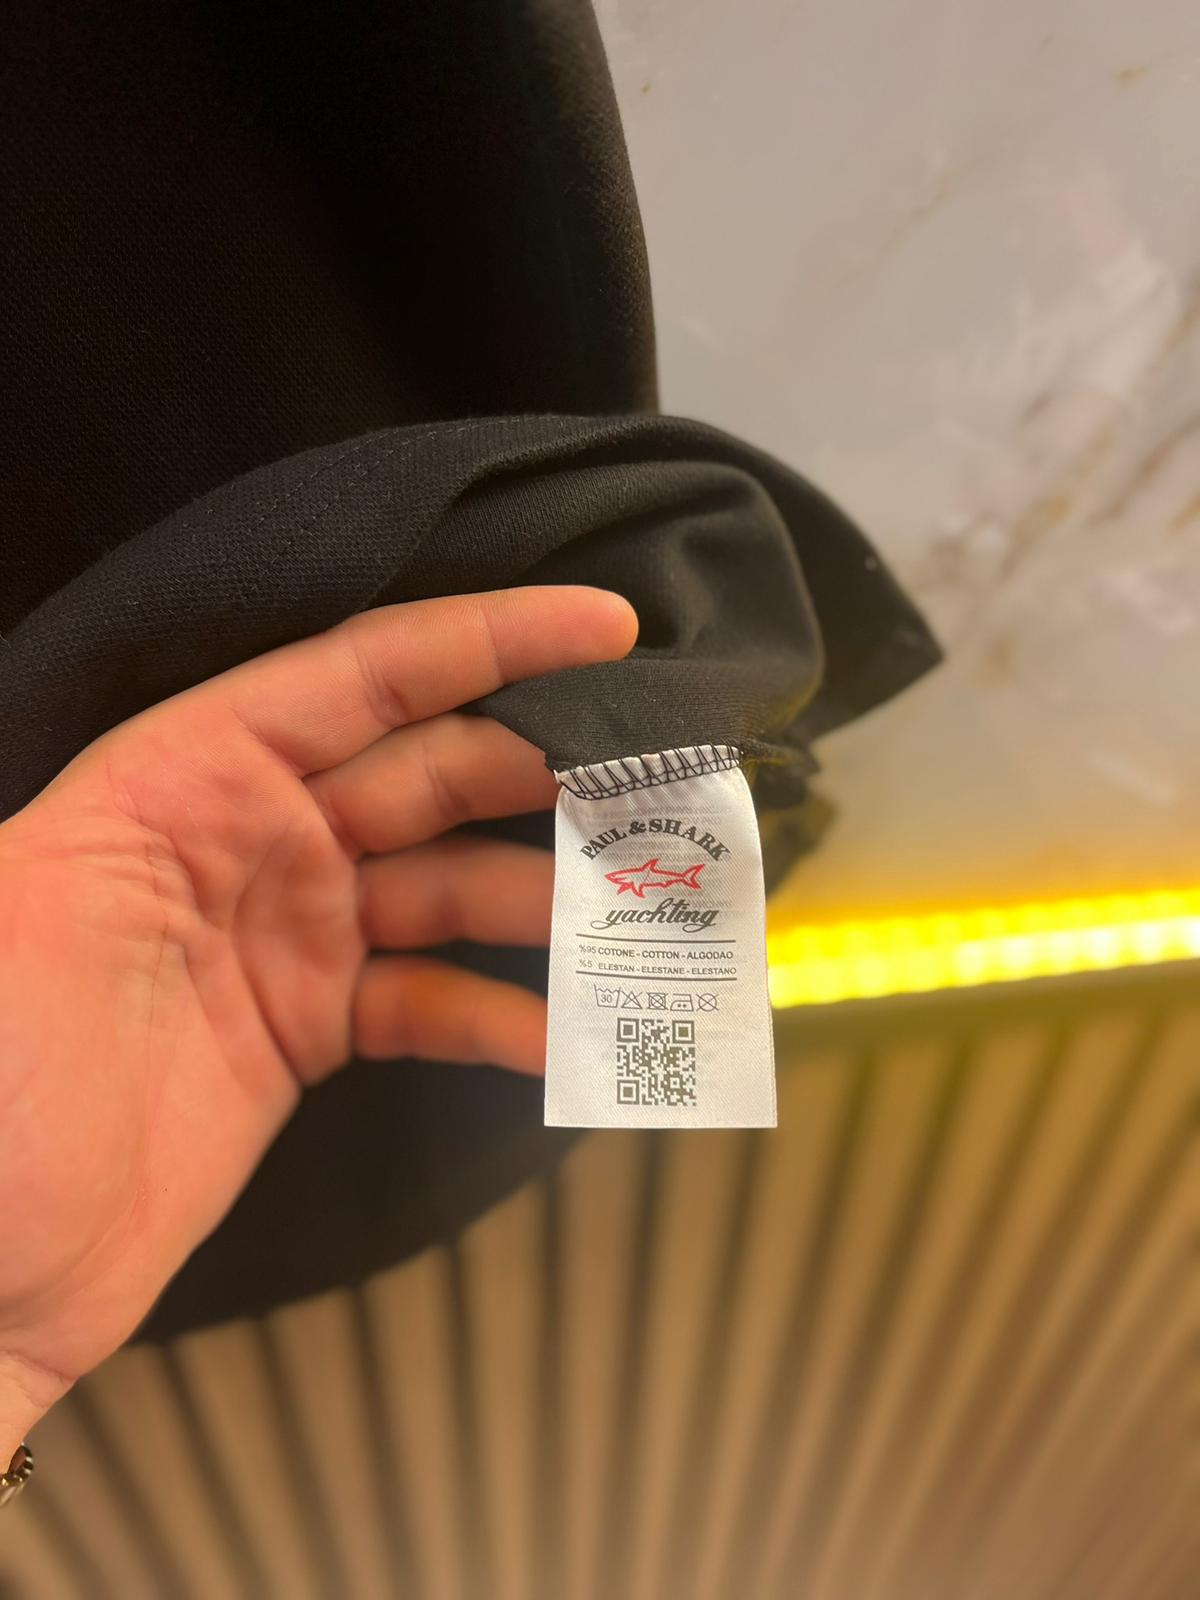 PAUL & SHARK
yachting
%95 COTONE - COTTON - ALGODAO
%5 ELESTAN - ELESTANE - ELESTANO
30